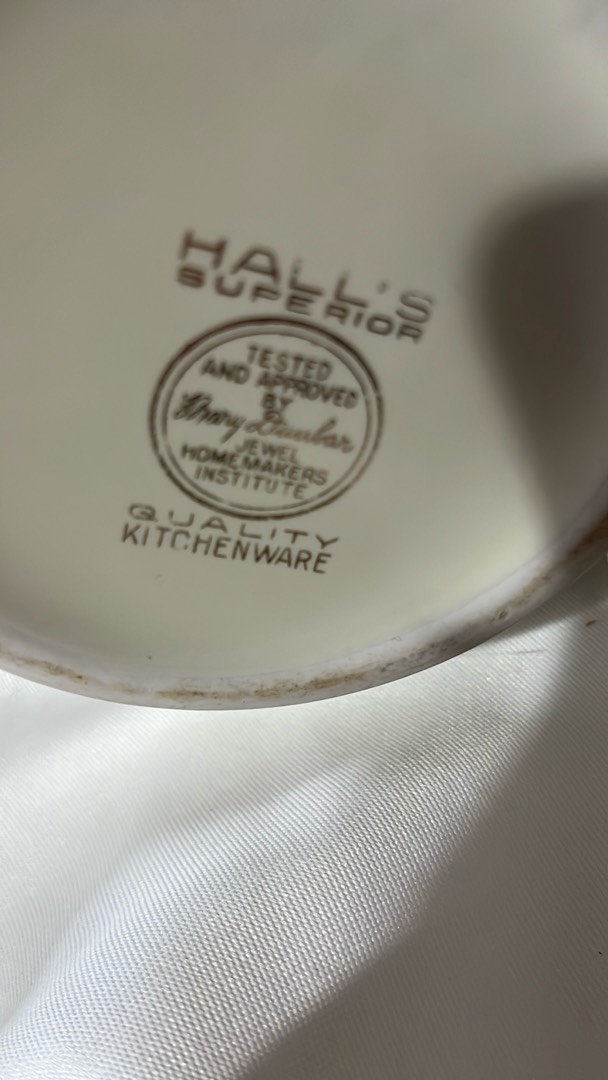 HALL'S
SUPERIOR
TESTED
AND APPROVED
BY
Mary Dunbar
JEWEL
HOMEMAKERS
INSTITUTE
QUALITY
KITCHENWARE